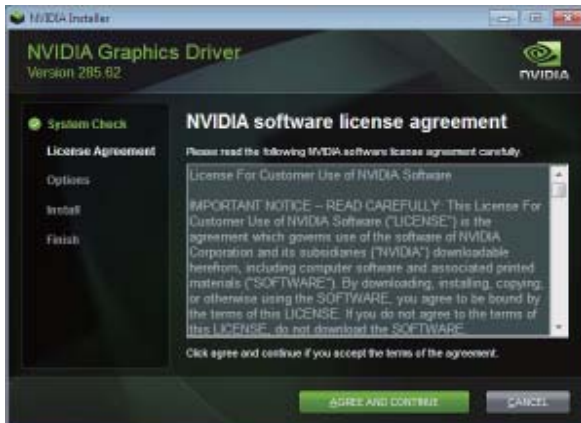 NVIDIA Installer
NVIDIA Graphics Driver
Version 285.62
NVIDIA
System Check
License Agreement
Options
Install
Finish
NVIDIA software license agreement
Please read the following NVIDIA software license agreement carefully.
License For Customer Use of NVIDIA Software
IMPORTANT NOTICE -- READ CAREFULLY: This License For
Customer Use of NVIDIA Software ("LICENSE") is the
agreement which governs use of the software of NVIDIA
Corporation and its subsidiaries ("NVIDIA") downloadable
herefrom, including computer software and associated printed
materials ("SOFTWARE"). By downloading, installing, copying,
or otherwise using the SOFTWARE, you agree to be bound by
the terms of this LICENSE. If you do not agree to the terms of
this LICENSE, do not download the SOFTWARE.
Click agree and continue if you accept the terms of the agreement.
AGREE AND CONTINUE
CANCEL